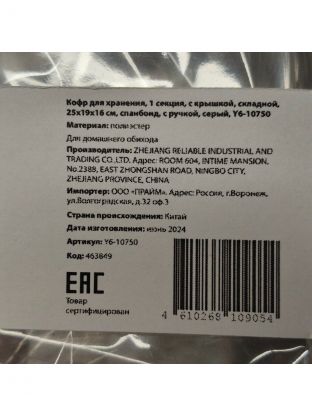 Кофр для хранения, 1 секция, с крышкой, складной,
25x19x16 см, спанбонд, с ручкой, серый, Y6-10750
Материал: полиэстер
Для домашнего обихода
Производитель: ZHEJIANG RELIABLE INDUSTRIAL AND
TRADING CO.,LTD. Адрес: ROOM 604, INTIME MANSION,
No.2388, EAST ZHONGSHAN ROAD, NINGBO CITY,
ZHEJIANG PROVINCE, CHINA
Импортер: ООО «ПРАЙМ». Адрес: Россия, г.Воронеж,
ул.Волгоградская, д.32 оф.3
Страна происхождения: Китай
Дата изготовления: июнь 2024
Артикул: Y6-10750
Код: 463849
EAC
Товар
сертифицирован
4 610268 109054